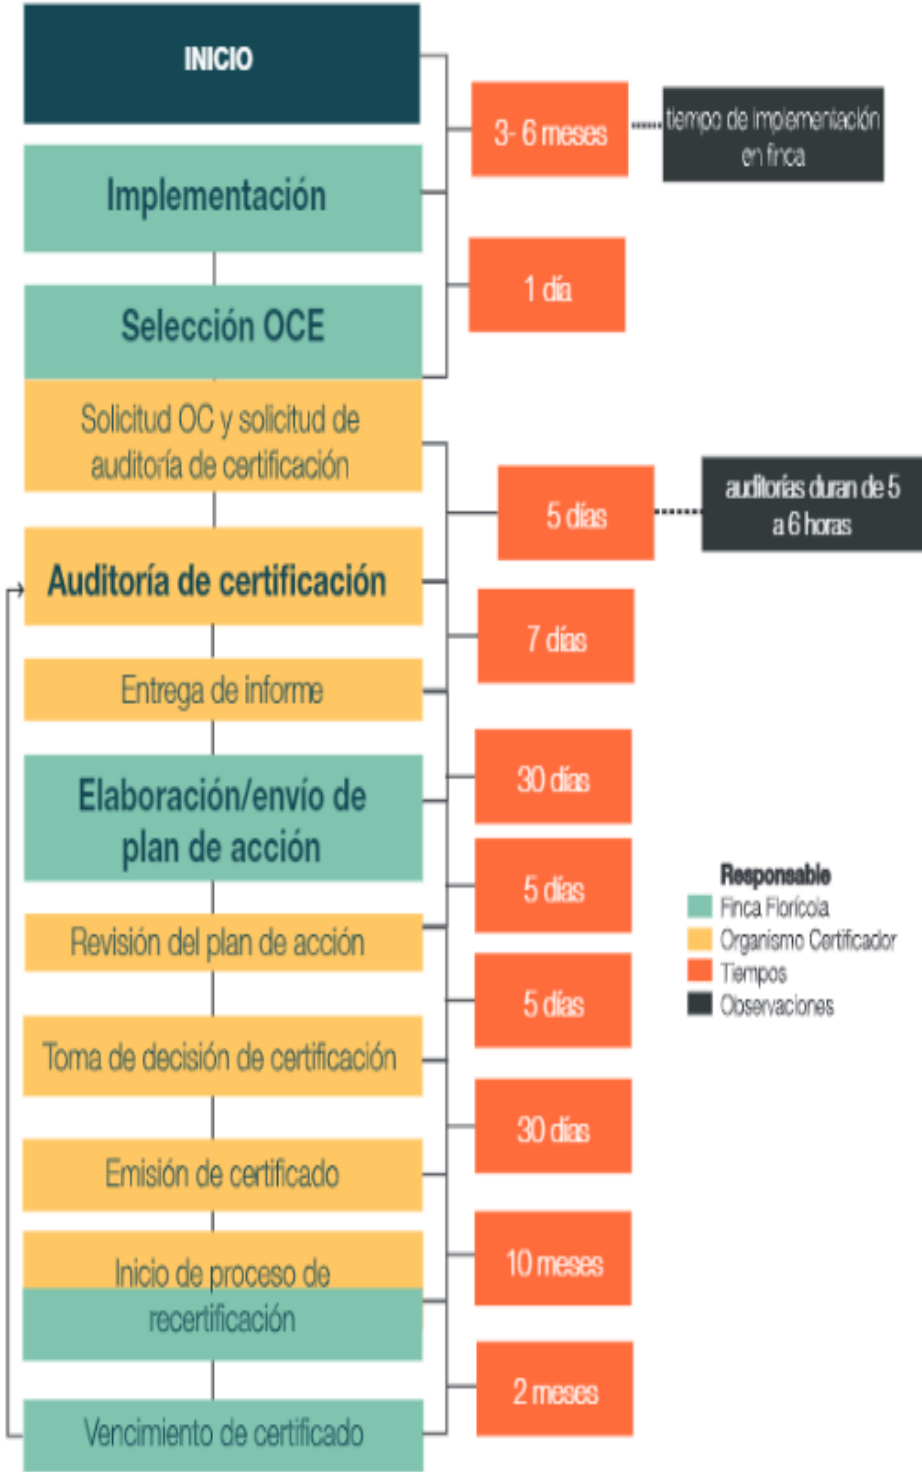 INICIO
3- 6 meses
tiempo de implementación
en finca
Implementación
1 día
Selección OCE
Solicitud OC y solicitud de
auditoría de certificación
5 días
auditorías duran de 5
a 6 horas
Auditoría de certificación
7 días
Entrega de informe
30 días
Elaboración/envío de
plan de acción
5 días
Revisión del plan de acción
5 días
Toma de decisión de certificación
30 días
Emisión de certificado
10 meses
Inicio de proceso de
recertificación
2 meses
Vencimiento de certificado
Responsable
Finca Florícola
Organismo Certificador
Tiempos
Observaciones